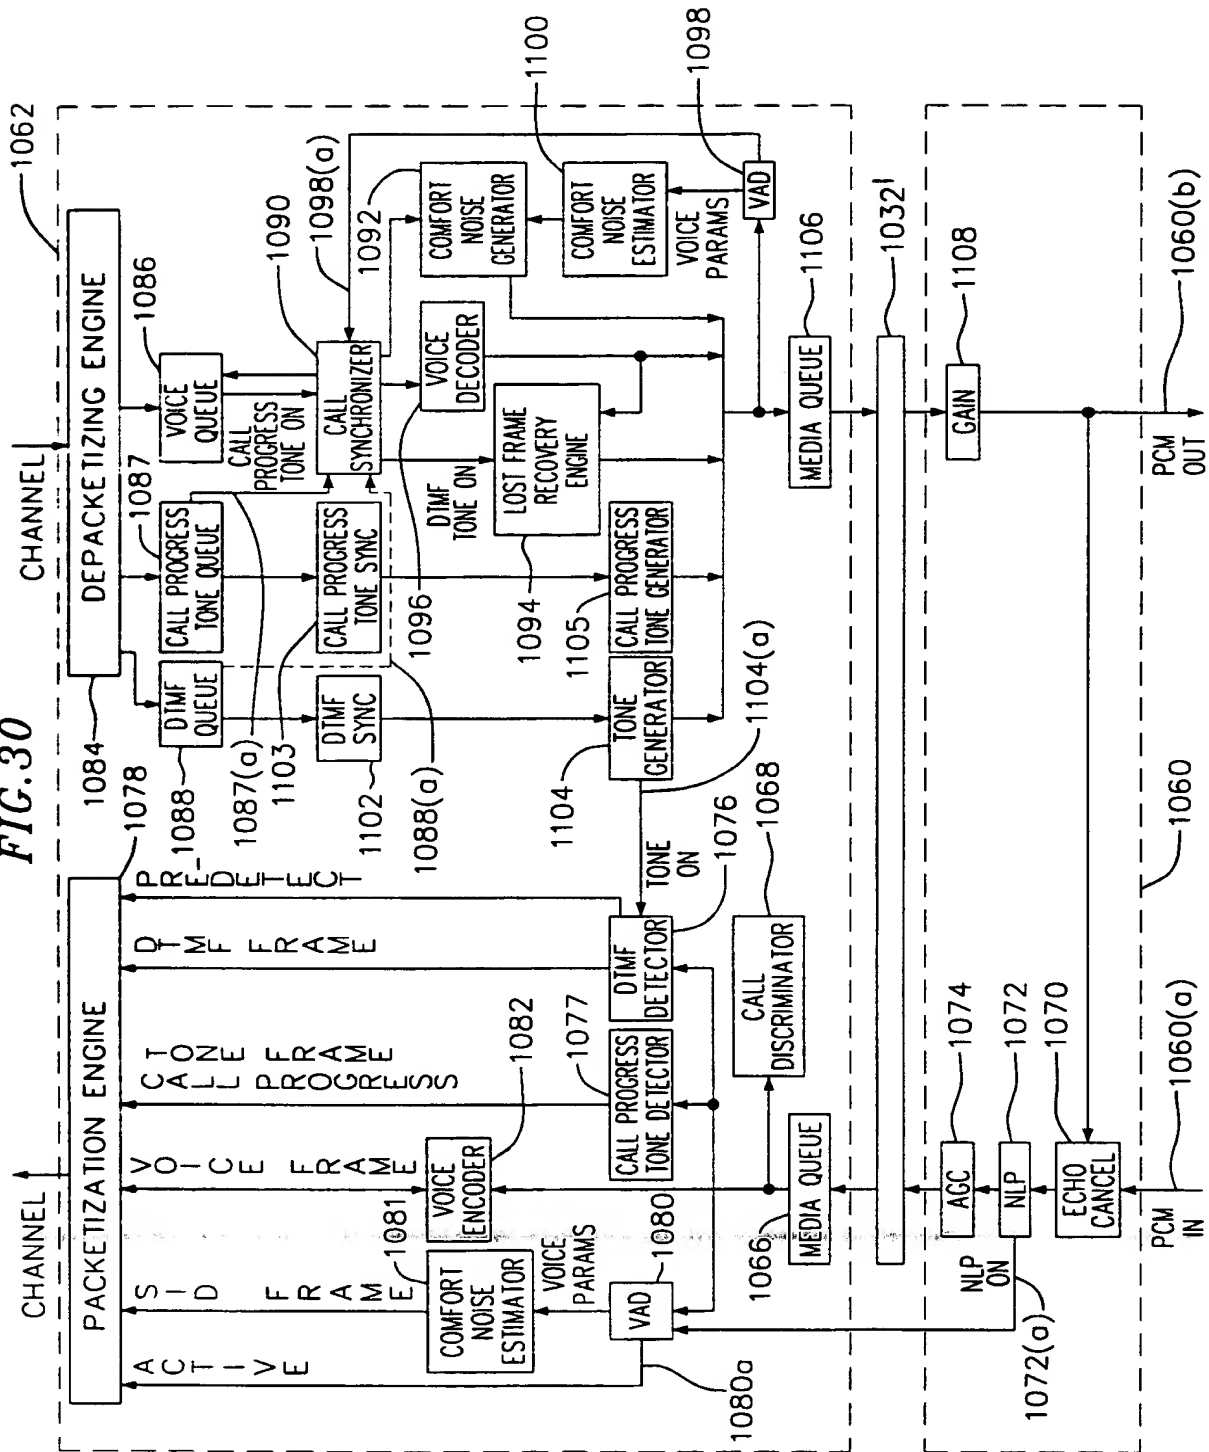 FIG.30
CHANNEL
CHANNEL
1062
PACKETIZATION ENGINE
1078
DEPACKETIZING ENGINE
1084
ACTIVE
SID FRAME
VOICE FRAME
CALL PROGRESS
TONE FRAME
DTMF FRAME
PRE-DETECT
1088
DTMF
QUEUE
1087
CALL PROGRESS
TONE QUEUE
1087(a)
VOICE
QUEUE
1086
CALL
PROGRESS
TONE ON
1090
1098(a)
1103
1102
DTMF
SYNC
CALL PROGRESS
TONE SYNC
CALL
SYNCHRONIZER
1088(a)
1092
1081
COMFORT
NOISE
ESTIMATOR
VOICE
ENCODER
1082
1096
VOICE
DECODER
COMFORT
NOISE
GENERATOR
DTMF
TONE ON
1094
LOST FRAME
RECOVERY
ENGINE
1100
COMFORT
NOISE
ESTIMATOR
VOICE
PARAMS
VOICE
PARAMS
1077
1105
1104
VAD
1080
1080a
CALL PROGRESS
TONE DETECTOR
DTMF
DETECTOR
1076
TONE
ON
TONE
GENERATOR
CALL PROGRESS
TONE GENERATOR
1104(a)
1098
VAD
CALL
DISCRIMINATOR
1068
1066
MEDIA QUEUE
MEDIA QUEUE
1106
1032'
NLP
ON
1072(a)
AGC
1074
NLP
1072
ECHO
CANCEL
1070
GAIN
1108
PCM
IN
1060(a)
1060
PCM
OUT
1060(b)